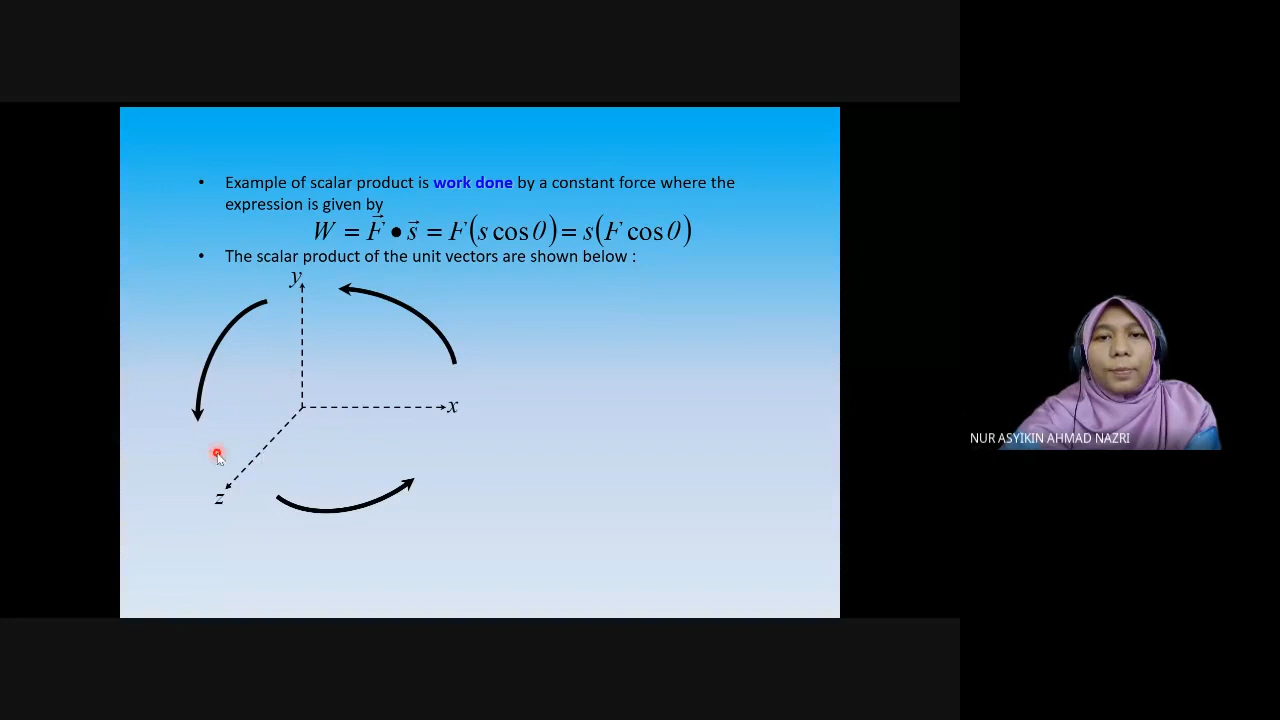 • Example of scalar product is work done by a constant force where the
expression is given by
W = F⃗ • s⃗ = F(s cos θ) = s(F cos θ)
• The scalar product of the unit vectors are shown below :
y
x
z
NUR ASYIKIN AHMAD NAZRI